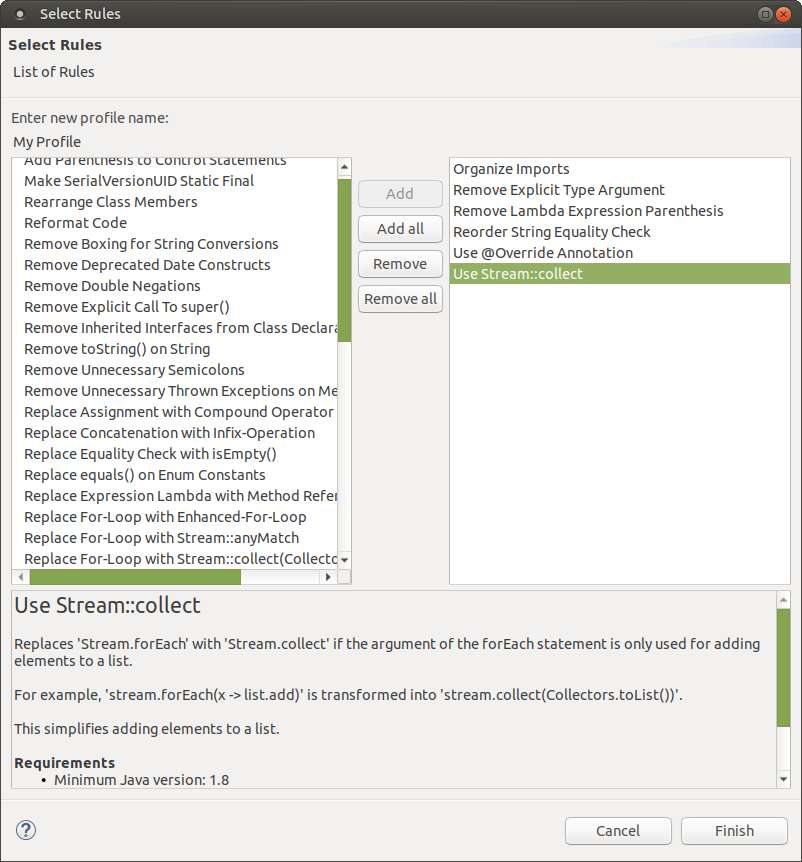 Select Rules
Select Rules
List of Rules
Enter new profile name:
My Profile
Add Parenthesis to Control Statements
Make SerialVersionUID Static Final
Rearrange Class Members
Reformat Code
Remove Boxing for String Conversions
Remove Deprecated Date Constructs
Remove Double Negations
Remove Explicit Call To super()
Remove Inherited Interfaces from Class Declara
Remove toString() on String
Remove Unnecessary Semicolons
Remove Unnecessary Thrown Exceptions on Me
Replace Assignment with Compound Operator
Replace Concatenation with Infix-Operation
Replace Equality Check with isEmpty()
Replace equals() on Enum Constants
Replace Expression Lambda with Method Refer
Replace For-Loop with Enhanced-For-Loop
Replace For-Loop with Stream::anyMatch
Replace For-Loop with Stream::collect(Collecto
Add
Add all
Remove
Remove all
Organize Imports
Remove Explicit Type Argument
Remove Lambda Expression Parenthesis
Reorder String Equality Check
Use @Override Annotation
Use Stream::collect
Use Stream::collect
Replaces 'Stream.forEach' with 'Stream.collect' if the argument of the forEach statement is only used for adding
elements to a list.
For example, 'stream.forEach(x -> list.add)' is transformed into 'stream.collect(Collectors.toList())'.
This simplifies adding elements to a list.
Requirements
• Minimum Java version: 1.8
?
Cancel
Finish